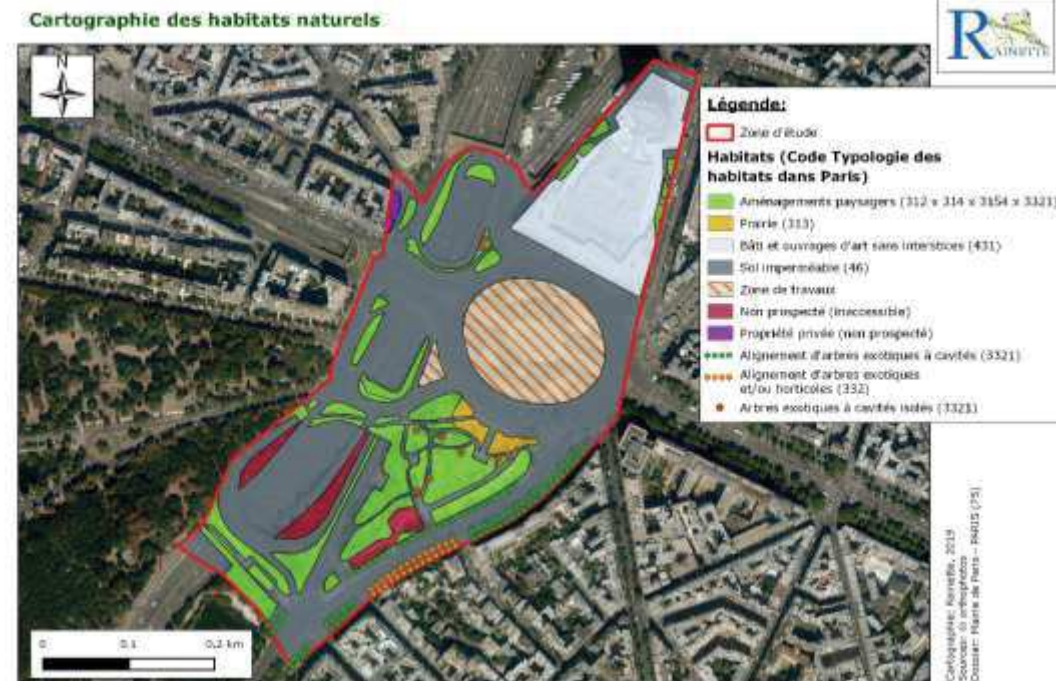 Cartographie des habitats naturels
RAINETTE
N
Légende:
Zone d'étude
Habitats (Code Typologie des
habitats dans Paris)
Aménagements paysagers (312 x 314 x 3154 x 3321)
Prairie (313)
Bâti et ouvrages d'art sans interstices (431)
Sol imperméable (46)
Zone de travaux
Non prospecté (inaccessible)
Propriété privée (non prospecté)
Alignement d'arbres exotiques à cavités (3321)
Alignement d'arbres exotiques
et/ou horticoles (332)
Arbres exotiques à cavités isolés (3321)
0 0,1 0,2 km
Cartographie: Rainette, 2019
Sources: © orthophotos
Dossier: Mairie de Paris - PARIS (75)